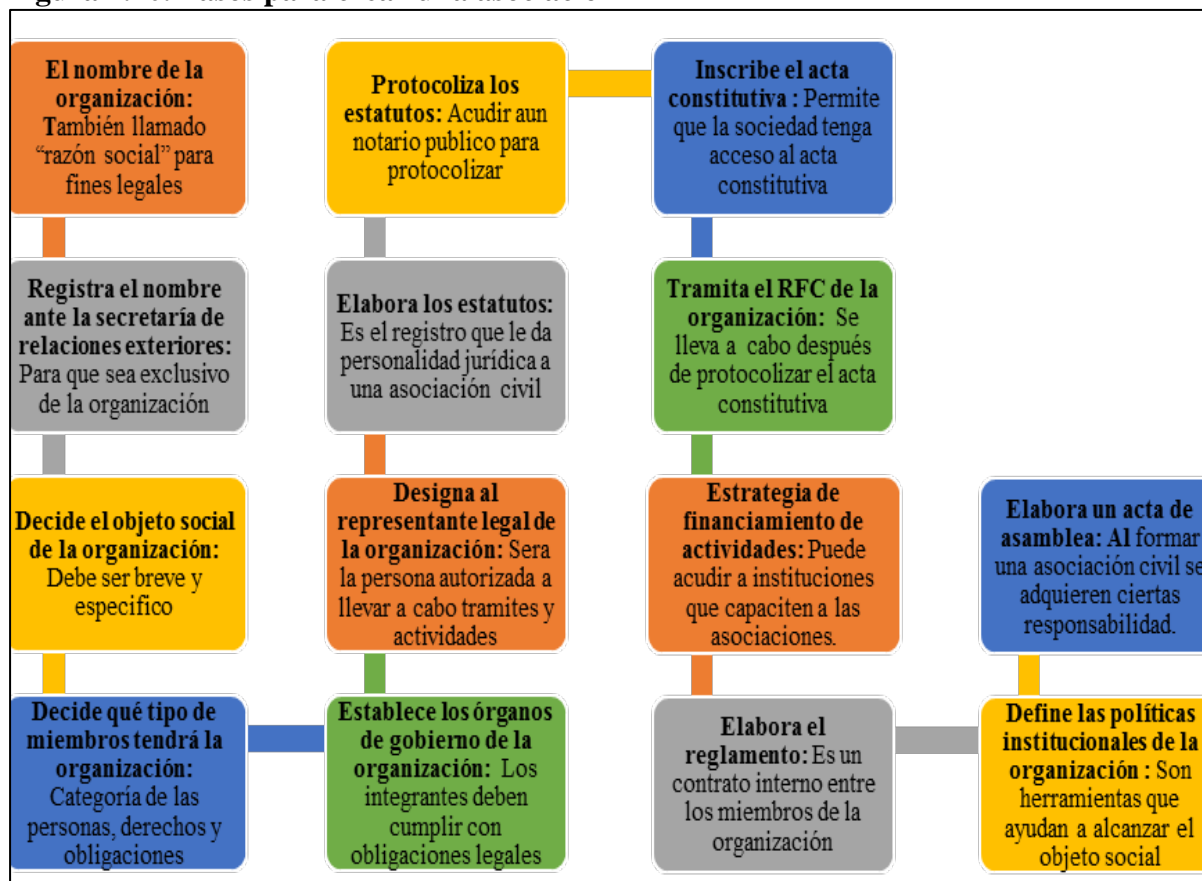 Figura para crear una asociación
El nombre de la
organización:
También llamado
“razón social” para
fines legales
Registra el nombre
ante la secretaría de
relaciones exteriores:
Para que sea exclusivo
de la organización
Decide el objeto social
de la organización:
Debe ser breve y
especifico
Decide qué tipo de
miembros tendrá la
organización:
Categoría de las
personas, derechos y
obligaciones
Establece los órganos
de gobierno de la
organización: Los
integrantes deben
cumplir con
obligaciones legales
Designa al
representante legal de
la organización: Sera
la persona autorizada a
llevar a cabo tramites y
actividades
Elabora los estatutos:
Es el registro que le da
personalidad jurídica a
una asociación civil
Protocoliza los
estatutos: Acudir aun
notario publico para
protocolizar
Inscribe el acta
constitutiva : Permite
que la sociedad tenga
acceso al acta
constitutiva
Tramita el RFC de la
organización: Se
lleva a cabo después
de protocolizar el acta
constitutiva
Estrategia de
financiamiento de
actividades: Puede
acudir a instituciones
que capaciten a las
asociaciones.
Elabora el
reglamento: Es un
contrato interno entre
los miembros de la
organización
Define las políticas
institucionales de la
organización : Son
herramientas que
ayudan a alcanzar el
objeto social
Elabora un acta de
asamblea: Al formar
una asociación civil se
adquieren ciertas
responsabilidad.